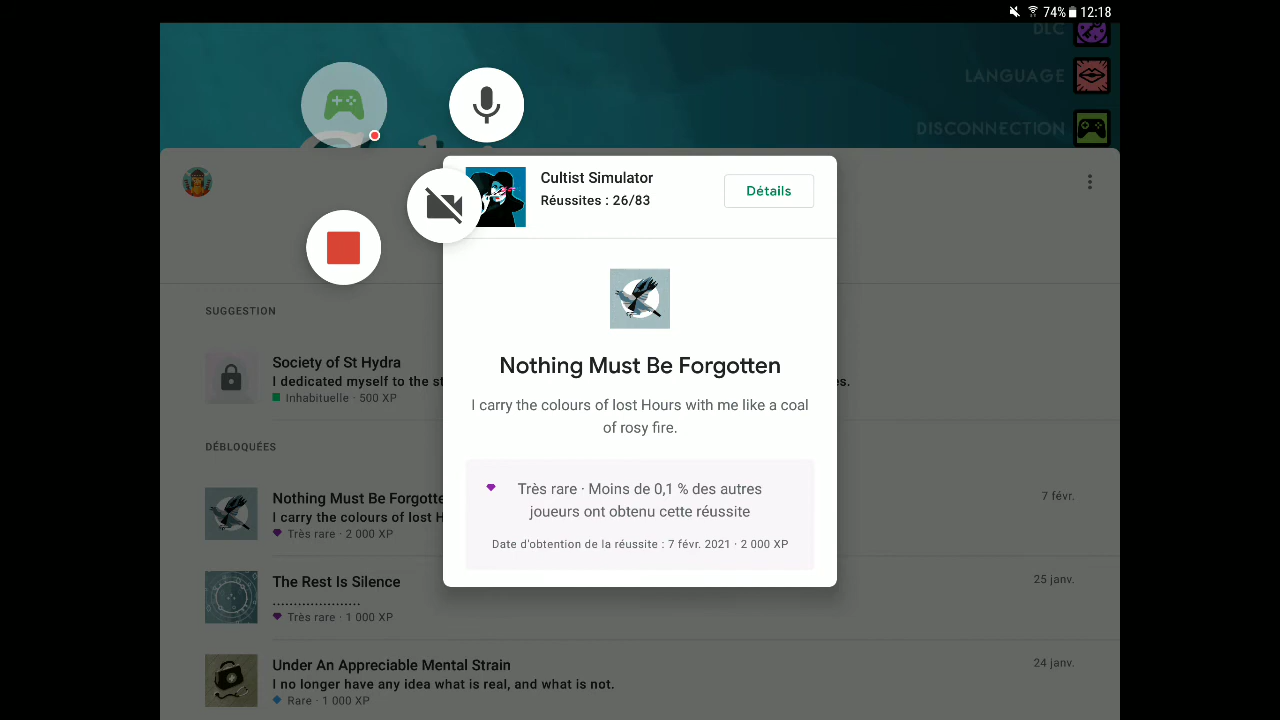 74% 12:18
DLC
LANGUAGE
DISCONNECTION
Cultist Simulator
Réussites : 26/83
Détails
Nothing Must Be Forgotten
I carry the colours of lost Hours with me like a coal
of rosy fire.
Très rare · Moins de 0,1 % des autres
joueurs ont obtenu cette réussite
Date d'obtention de la réussite : 7 févr. 2021 · 2 000 XP
SUGGESTION
Society of St Hydra
I dedicated myself to the st es.
Inhabituelle · 500 XP
DÉBLOQUÉES
Nothing Must Be Forgotte
7 févr.
I carry the colours of lost H
Très rare · 2 000 XP
The Rest Is Silence
25 janv.
.....................
Très rare · 1 000 XP
Under An Appreciable Mental Strain
24 janv.
I no longer have any idea what is real, and what is not.
Rare · 1 000 XP